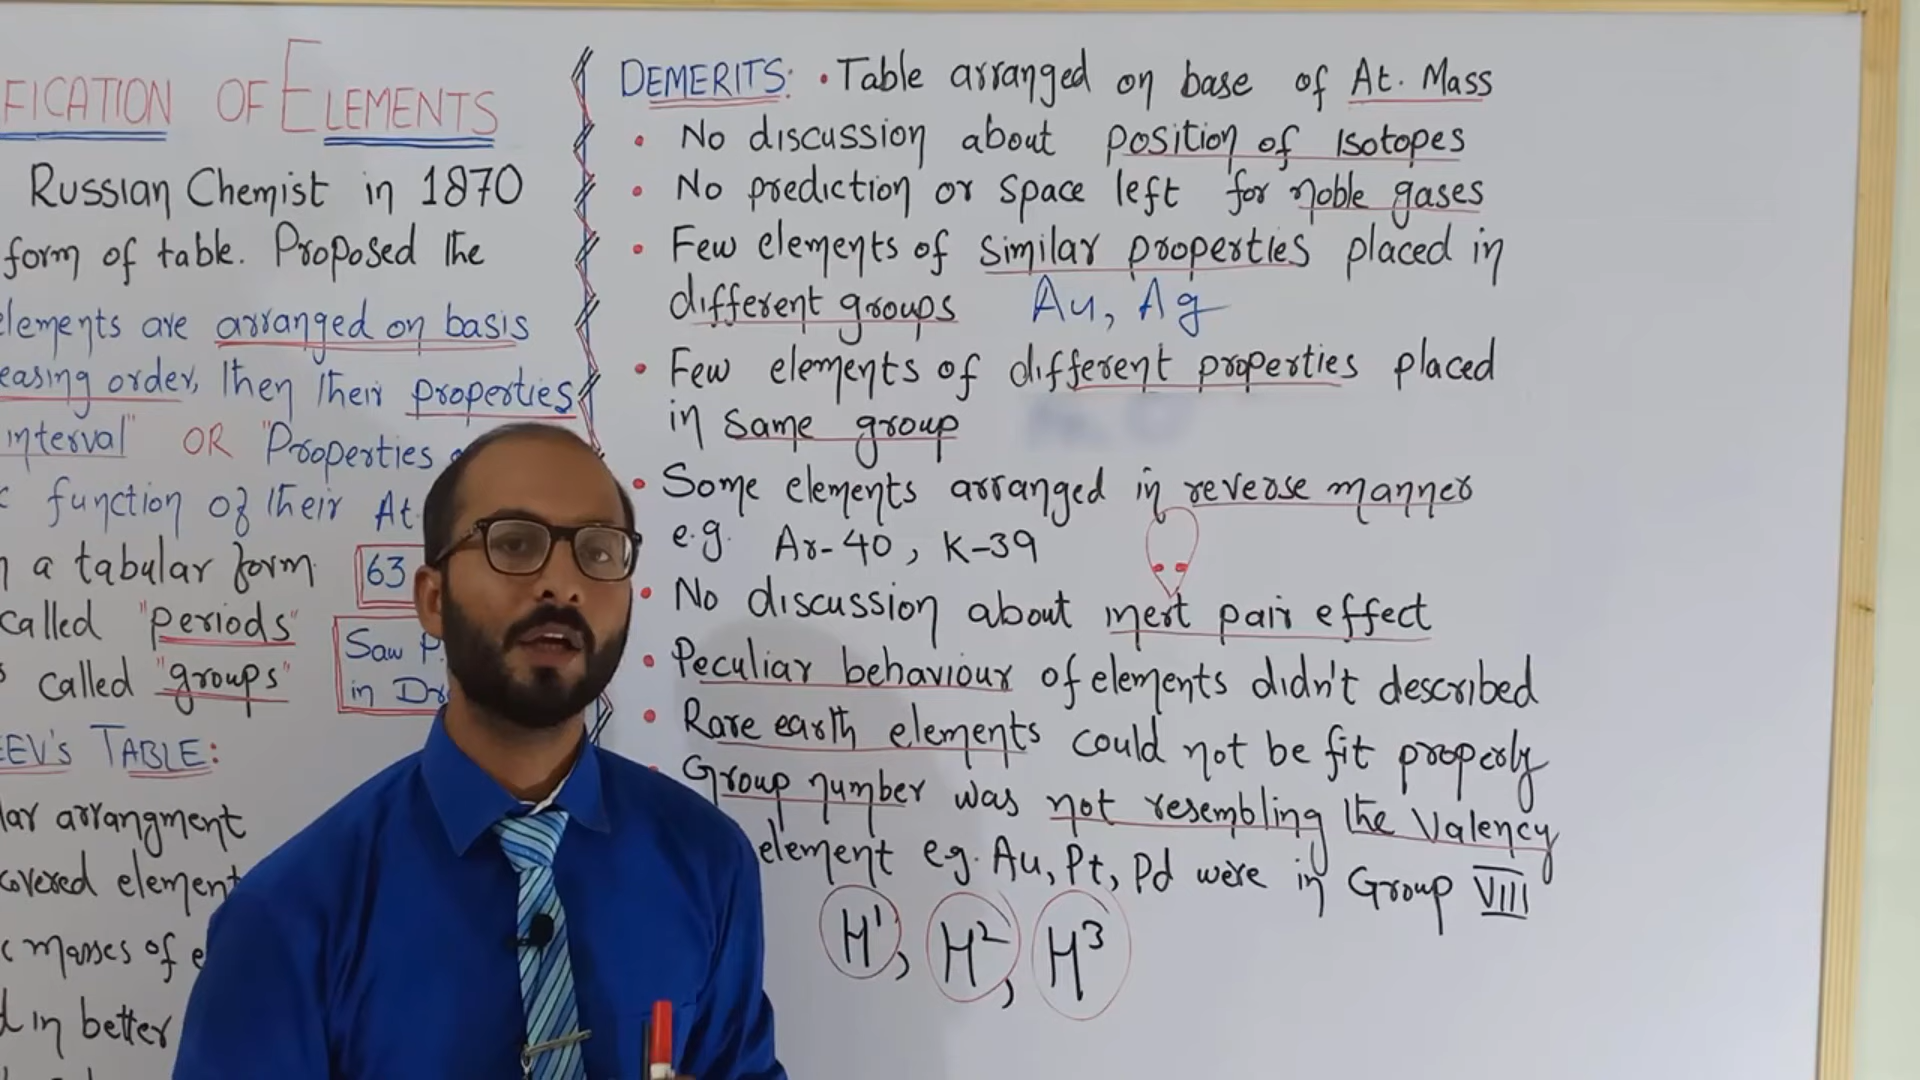 FICATION OF ELEMENTS
Russian Chemist in 1870
form of table. Proposed the
elements are arranged on basis
easing order, then their properties
interval" OR "Properties
function of their At
a tabular form
63
called "periods"
Saw P
called "groups"
in Dr
EEV'S TABLE:
lar arrangment
covered element
c masses of e
d in better
DEMERITS: • Table arranged on base of At. Mass
• No discussion about position of Isotopes
• No prediction or space left for noble gases
• Few elements of similar properties placed in
different groups Au, Ag
• Few elements of different properties placed
in same group
• Some elements arranged in reverse manner
e.g. Ar-40, K-39
• No discussion about inert pair effect
• Peculiar behaviour of elements didn't described
• Rare earth elements could not be fit properly
Group number was not resembling the Valency
element eg. Au, Pt, Pd were in Group VIII
H¹, H², H³